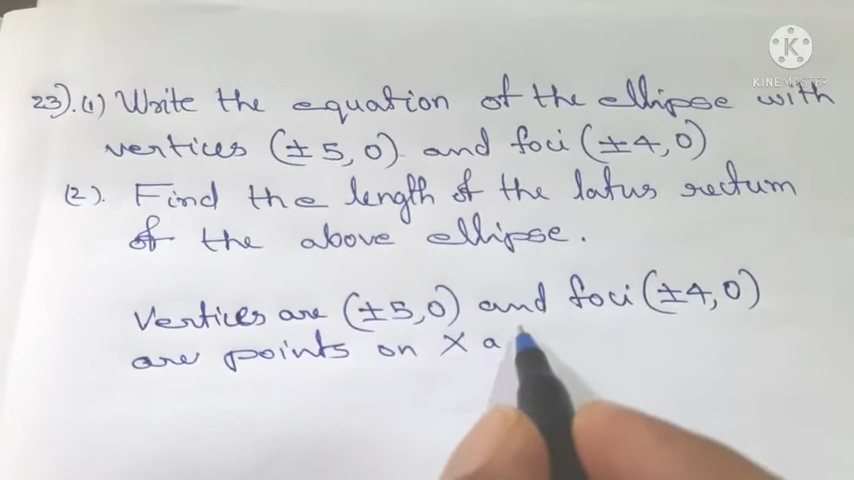 23). (1) Write the equation of the ellipse with
vertices (±5, 0) and foci (±4, 0)
(2). Find the length of the latus rectum
of the above ellipse.
Vertices are (±5, 0) and foci (±4, 0)
are points on X a
K
KINEMASTER